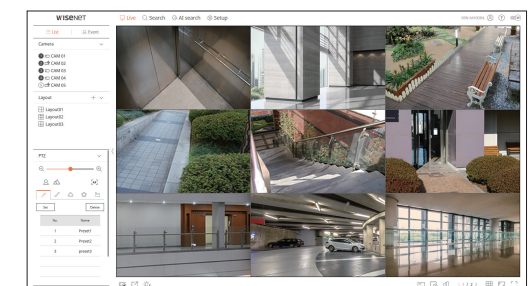 WISENET
Live Search AI search Setup
List Event
Camera
CAM 01
CAM 02
CAM 03
CAM 04
CAM 05
Layout
Layout01
Layout02
Layout03
PTZ
Set Delete
No. Name
1 Preset1
2 Preset2
3 preset3